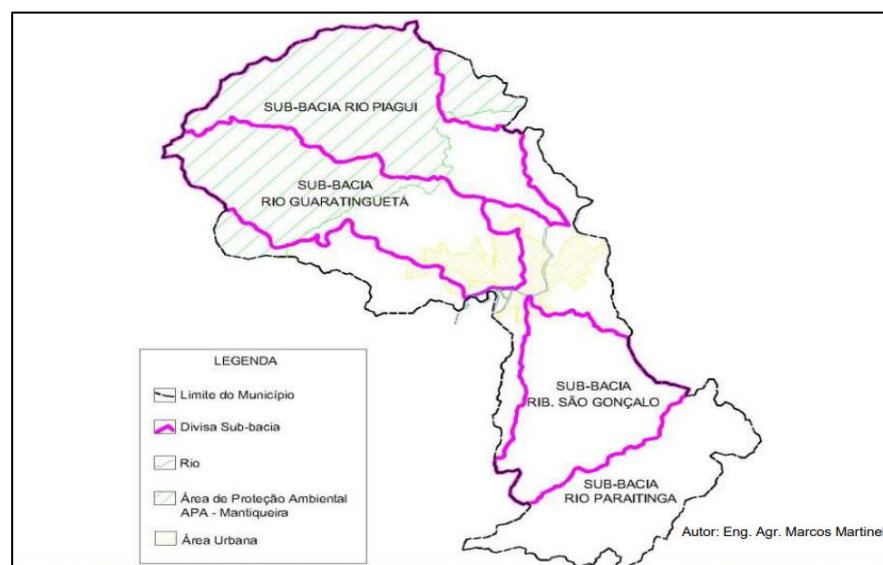 SUB-BACIA RIO PIAGUI
SUB-BACIA
RIO GUARATINGUETÁ
SUB-BACIA
RIB. SÃO GONÇALO
SUB-BACIA
RIO PARAITINGA
LEGENDA
Limite do Município
Divisa Sub-bacia
Rio
Área de Proteção Ambiental
APA - Mantiqueira
Área Urbana
Autor: Eng. Agr. Marcos Martinel